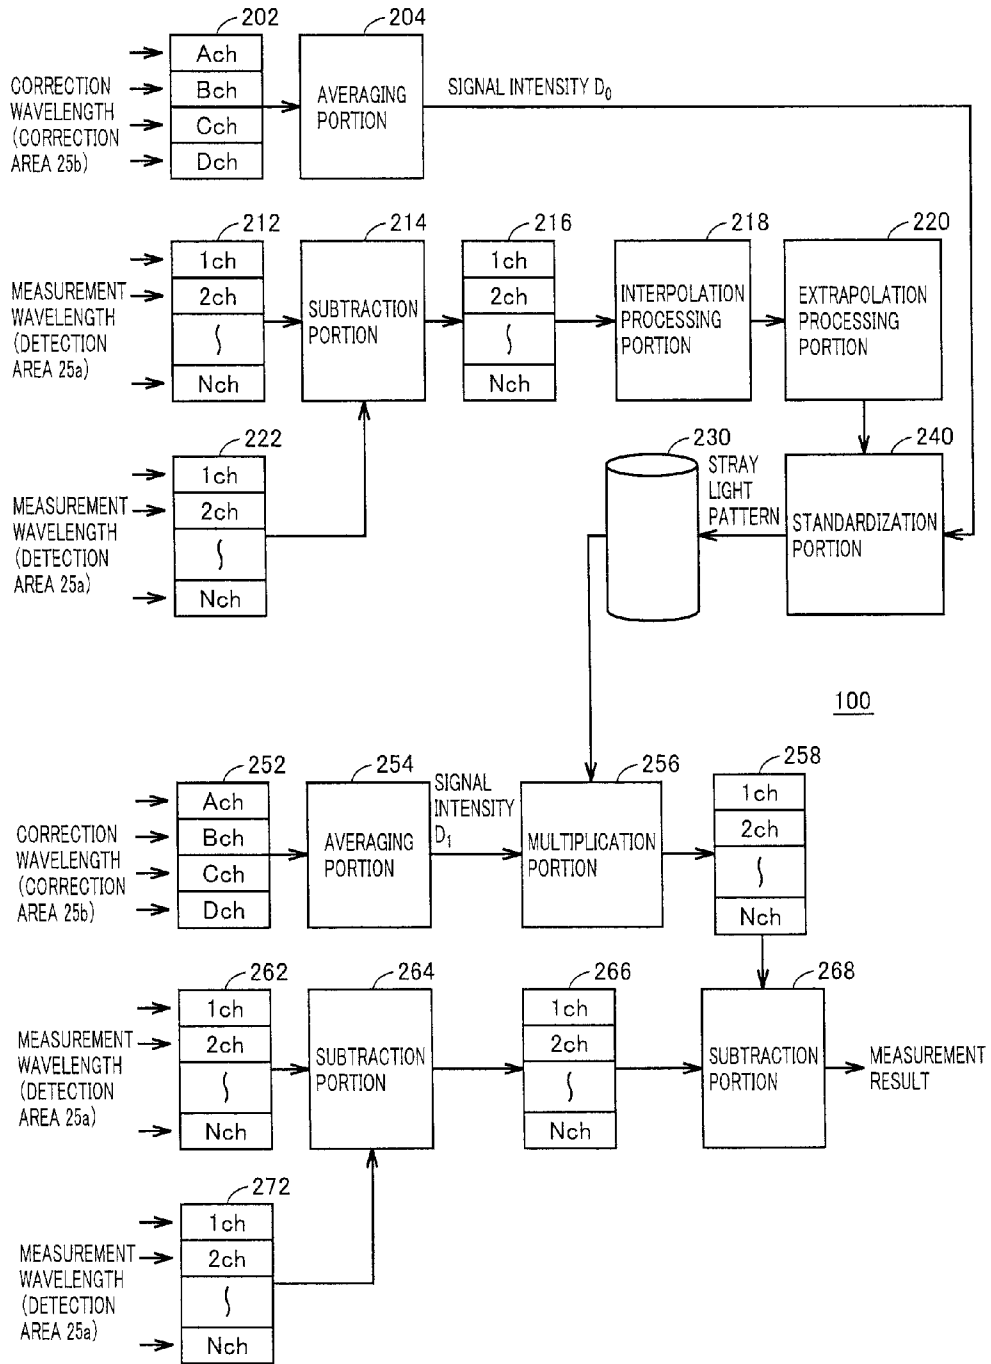 202
204
Ach
Bch
Cch
Dch
CORRECTION
WAVELENGTH
(CORRECTION
AREA 25b)
AVERAGING
PORTION
SIGNAL INTENSITY D0
212
214
216
218
220
1ch
2ch
Nch
MEASUREMENT
WAVELENGTH
(DETECTION
AREA 25a)
SUBTRACTION
PORTION
1ch
2ch
Nch
INTERPOLATION
PROCESSING
PORTION
EXTRAPOLATION
PROCESSING
PORTION
222
230
240
1ch
2ch
Nch
MEASUREMENT
WAVELENGTH
(DETECTION
AREA 25a)
STRAY
LIGHT
PATTERN
STANDARDIZATION
PORTION
100
252
254
256
258
Ach
Bch
Cch
Dch
CORRECTION
WAVELENGTH
(CORRECTION
AREA 25b)
AVERAGING
PORTION
SIGNAL
INTENSITY
D1
MULTIPLICATION
PORTION
1ch
2ch
Nch
262
264
266
268
1ch
2ch
Nch
MEASUREMENT
WAVELENGTH
(DETECTION
AREA 25a)
SUBTRACTION
PORTION
1ch
2ch
Nch
SUBTRACTION
PORTION
MEASUREMENT
RESULT
272
1ch
2ch
Nch
MEASUREMENT
WAVELENGTH
(DETECTION
AREA 25a)